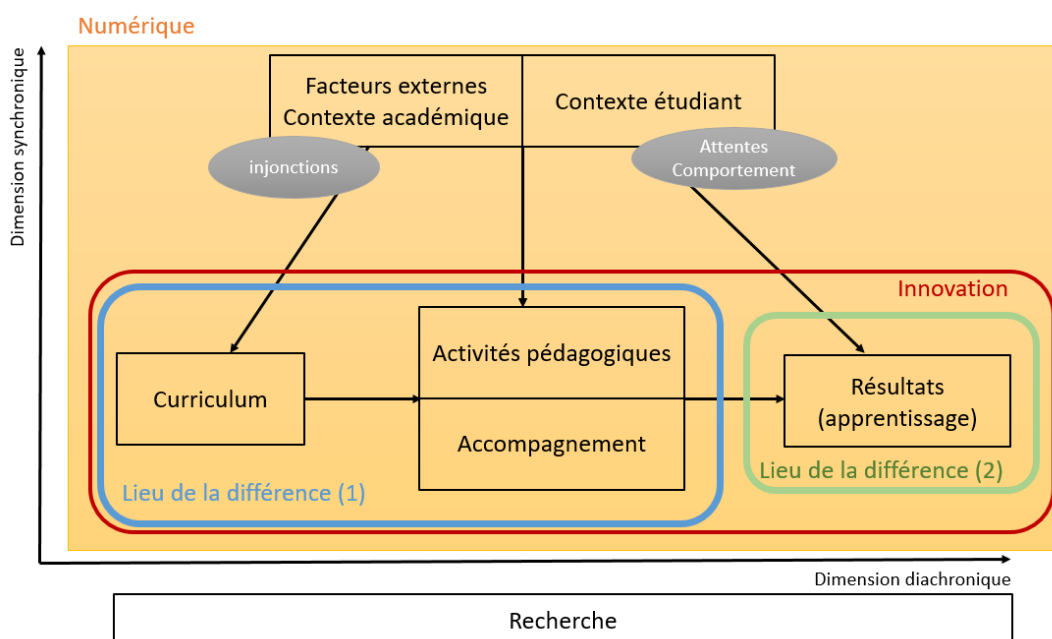 Numérique
Dimension synchronique
Facteurs externes
Contexte académique
Contexte étudiant
injonctions
Attentes
Comportement
Innovation
Activités pédagogiques
Curriculum
Résultats
(apprentissage)
Accompagnement
Lieu de la différence (1)
Lieu de la différence (2)
Dimension diachronique
Recherche